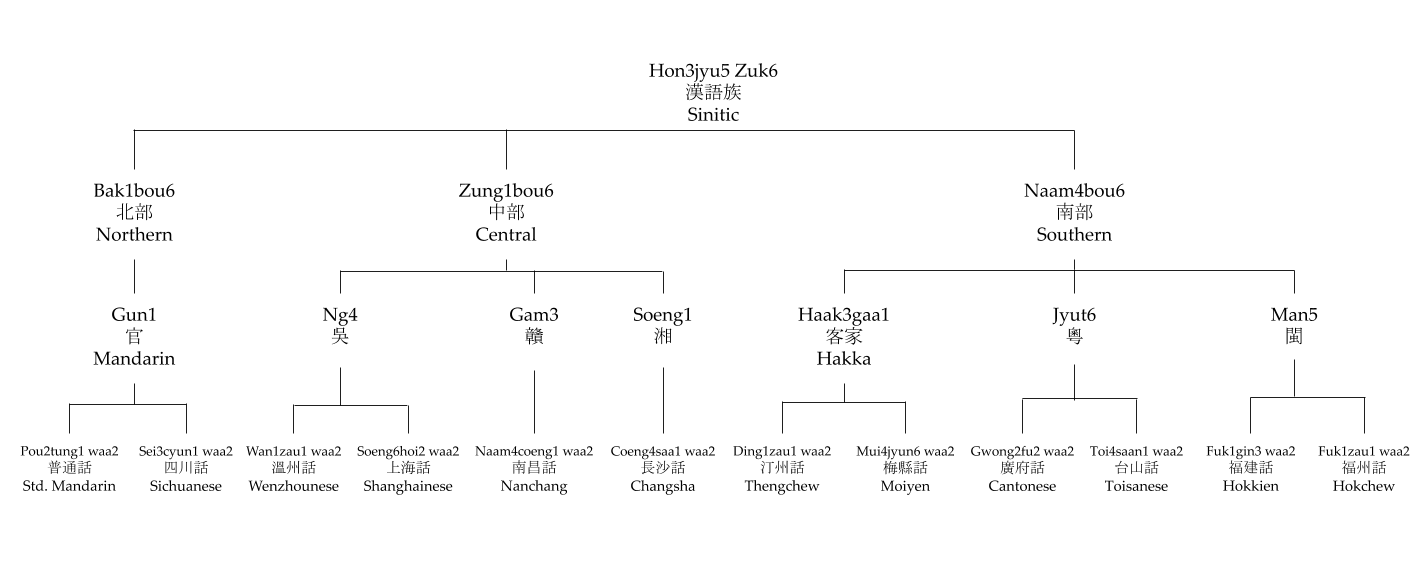 Hon3jyu5 Zuk6
漢語族
Sinitic
Bak1bou6
北部
Northern
Zung1bou6
中部
Central
Naam4bou6
南部
Southern
Gun1
官
Mandarin
Ng4
吳
Gam3
贛
Soeng1
湘
Haak3gaa1
客家
Hakka
Jyut6
粵
Man5
閩
Pou2tung1 waa2
普通話
Std. Mandarin
Sei3cyun1 waa2
四川話
Sichuanese
Wan1zau1 waa2
溫州話
Wenzhounese
Soeng6hoi2 waa2
上海話
Shanghainese
Naam4coeng1 waa2
南昌話
Nanchang
Coeng4saa1 waa2
長沙話
Changsha
Ding1zau1 waa2
汀州話
Thengchew
Mui4jyun6 waa2
梅縣話
Moiyen
Gwong2fu2 waa2
廣府話
Cantonese
Toi4saan1 waa2
台山話
Toisanese
Fuk1gin3 waa2
福建話
Hokkien
Fuk1zau1 waa2
福州話
Hokchew